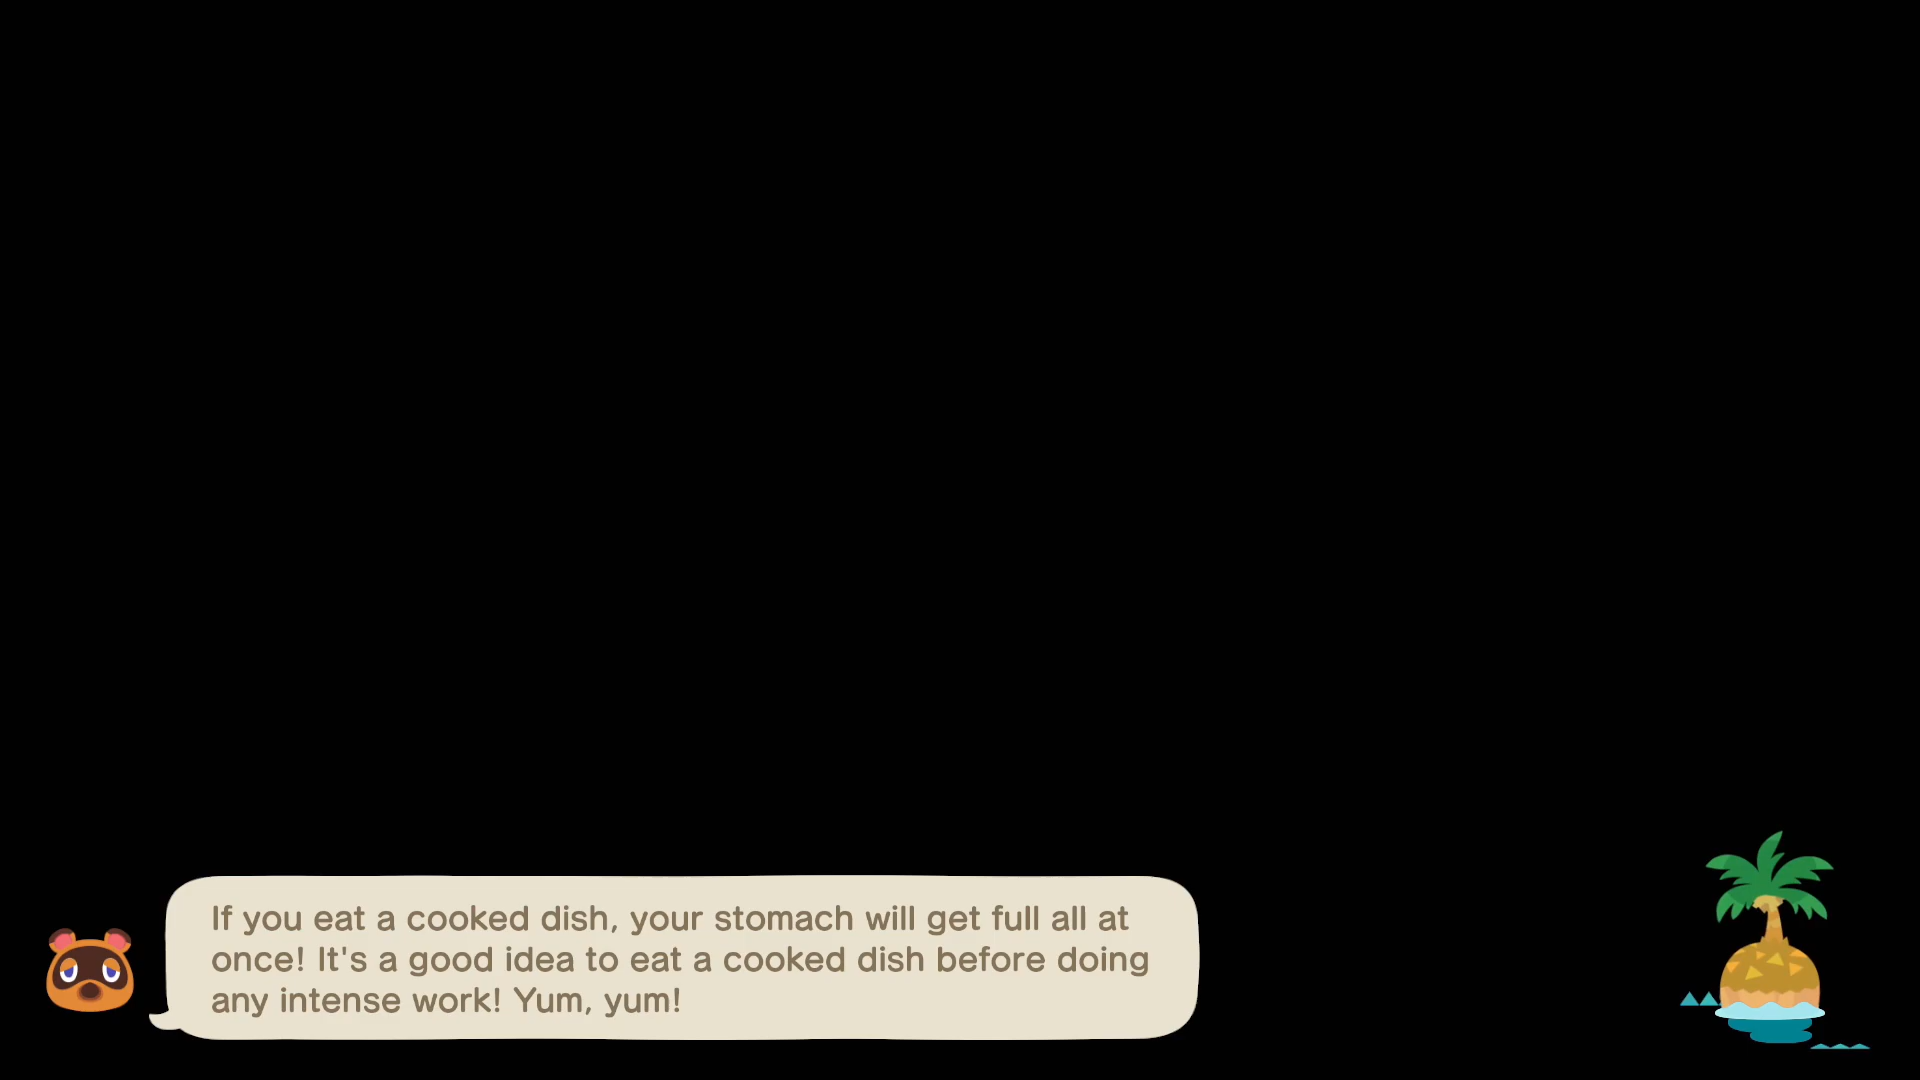 If you eat a cooked dish, your stomach will get full all at
once! It's a good idea to eat a cooked dish before doing
any intense work! Yum, yum!